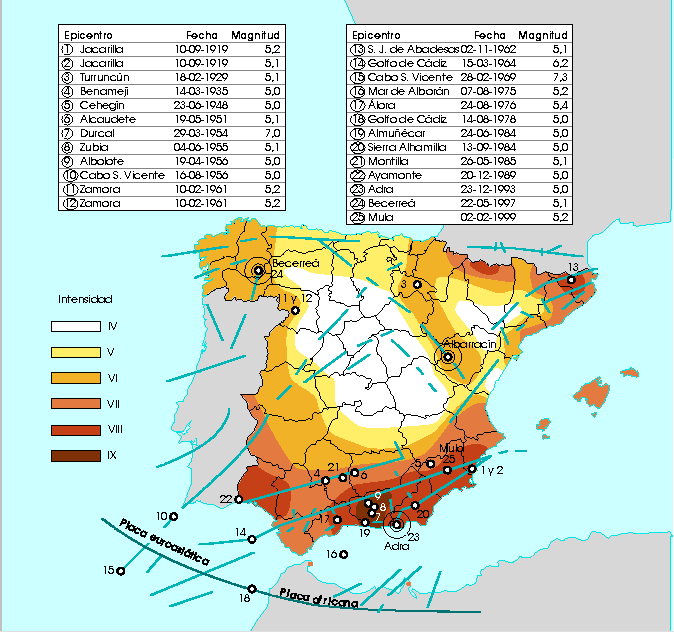 Epicentro Fecha Magnitud
1 Jacarilla 10-09-1919 5,2
2 Jacarilla 10-09-1919 5,1
3 Turruncún 18-02-1929 5,1
4 Benamejí 14-03-1935 5,0
5 Cehegin 23-06-1948 5,0
6 Alcaudete 19-05-1951 5,1
7 Durcal 29-03-1954 7,0
8 Zubia 04-06-1955 5,1
9 Albolote 19-04-1956 5,0
10 Cabo S. Vicente 16-08-1956 5,0
11 Zamora 10-02-1961 5,2
12 Zamora 10-02-1961 5,2
Epicentro Fecha Magnitud
13 S. J. de Abadesas 02-11-1962 5,1
14 Golfo de Cádiz 15-03-1964 6,2
15 Cabo S. Vicente 28-02-1969 7,3
16 Mar de Alborán 07-08-1975 5,2
17 Álora 24-08-1976 5,4
18 Golfo de Cádiz 14-08-1978 5,0
19 Almuñécar 24-06-1984 5,0
20 Sierra Alhamilla 13-09-1984 5,0
21 Montilla 26-05-1985 5,1
22 Ayamonte 20-12-1989 5,0
23 Adra 23-12-1993 5,0
24 Becerreá 22-05-1997 5,1
25 Mula 02-02-1999 5,2
Becerreá
24
13
3
11 y 12
Intensidad
IV
V
VI
VII
VIII
IX
Albarracín
Mula
25
5
1 y 2
21
4
6
22
9
8
7
20
10
17
19
23
Adra
14
16
15
18
Placa euroasiática
Placa africana